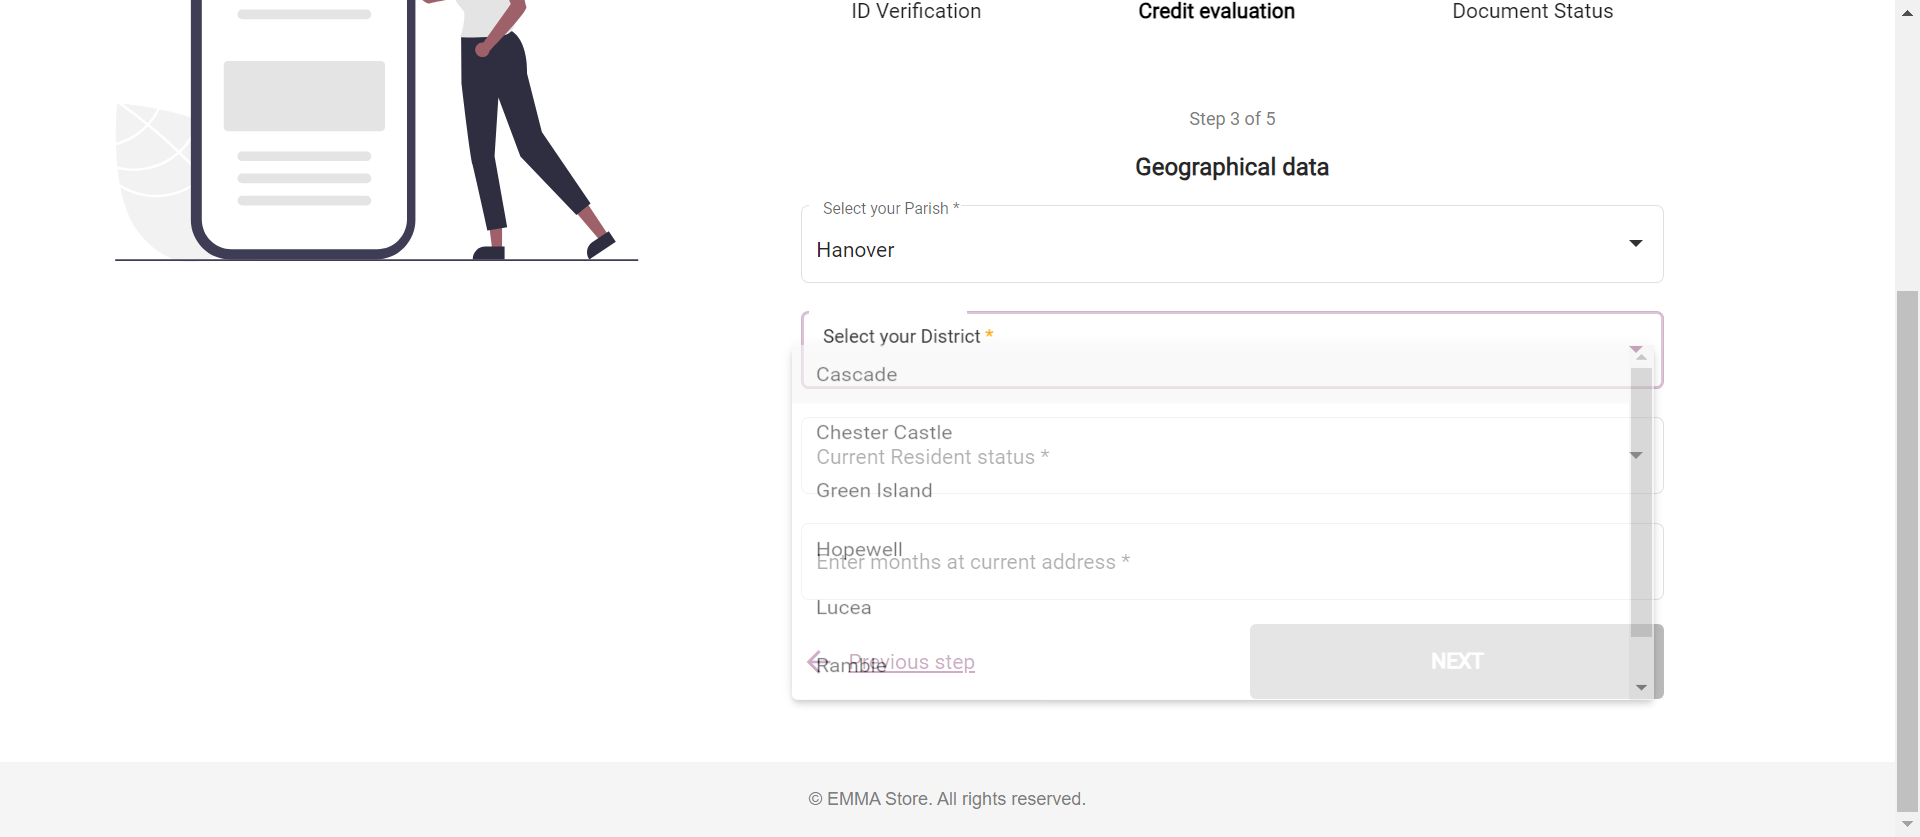 ID Verification
Credit evaluation
Document Status
Step 3 of 5
Geographical data
Select your Parish *
Hanover
Select your District *
Cascade
Chester Castle
Current Resident status *
Green Island
Hopewell
Enter months at current address *
Lucea
Ramble
Previous step
NEXT
© EMMA Store. All rights reserved.